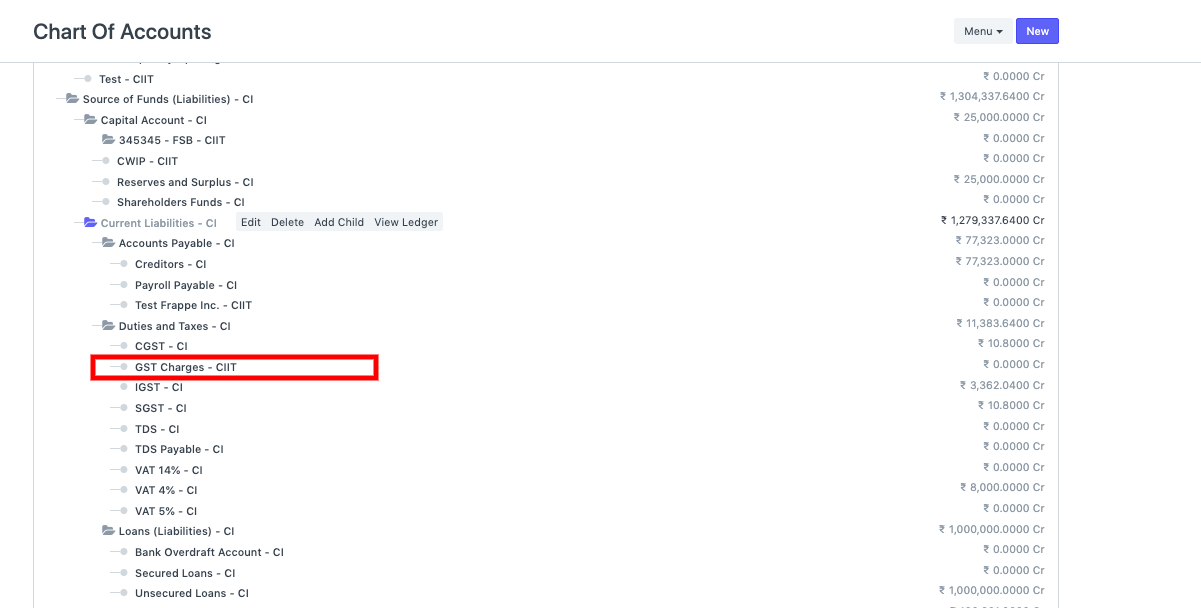 Chart Of Accounts Menu New
Test - CIIT ₹ 0.0000 Cr
Source of Funds (Liabilities) - CI ₹ 1,304,337.6400 Cr
Capital Account - CI ₹ 25,000.0000 Cr
345345 - FSB - CIIT ₹ 0.0000 Cr
CWIP - CIIT ₹ 0.0000 Cr
Reserves and Surplus - CI ₹ 25,000.0000 Cr
Shareholders Funds - CI ₹ 0.0000 Cr
Current Liabilities - CI Edit Delete Add Child View Ledger ₹ 1,279,337.6400 Cr
Accounts Payable - CI ₹ 77,323.0000 Cr
Creditors - CI ₹ 77,323.0000 Cr
Payroll Payable - CI ₹ 0.0000 Cr
Test Frappe Inc. - CIIT ₹ 0.0000 Cr
Duties and Taxes - CI ₹ 11,383.6400 Cr
CGST - CI ₹ 10.8000 Cr
GST Charges - CIIT ₹ 0.0000 Cr
IGST - CI ₹ 3,362.0400 Cr
SGST - CI ₹ 10.8000 Cr
TDS - CI ₹ 0.0000 Cr
TDS Payable - CI ₹ 0.0000 Cr
VAT 14% - CI ₹ 0.0000 Cr
VAT 4% - CI ₹ 8,000.0000 Cr
VAT 5% - CI ₹ 0.0000 Cr
Loans (Liabilities) - CI ₹ 1,000,000.0000 Cr
Bank Overdraft Account - CI ₹ 0.0000 Cr
Secured Loans - CI ₹ 0.0000 Cr
Unsecured Loans - CI ₹ 1,000,000.0000 Cr